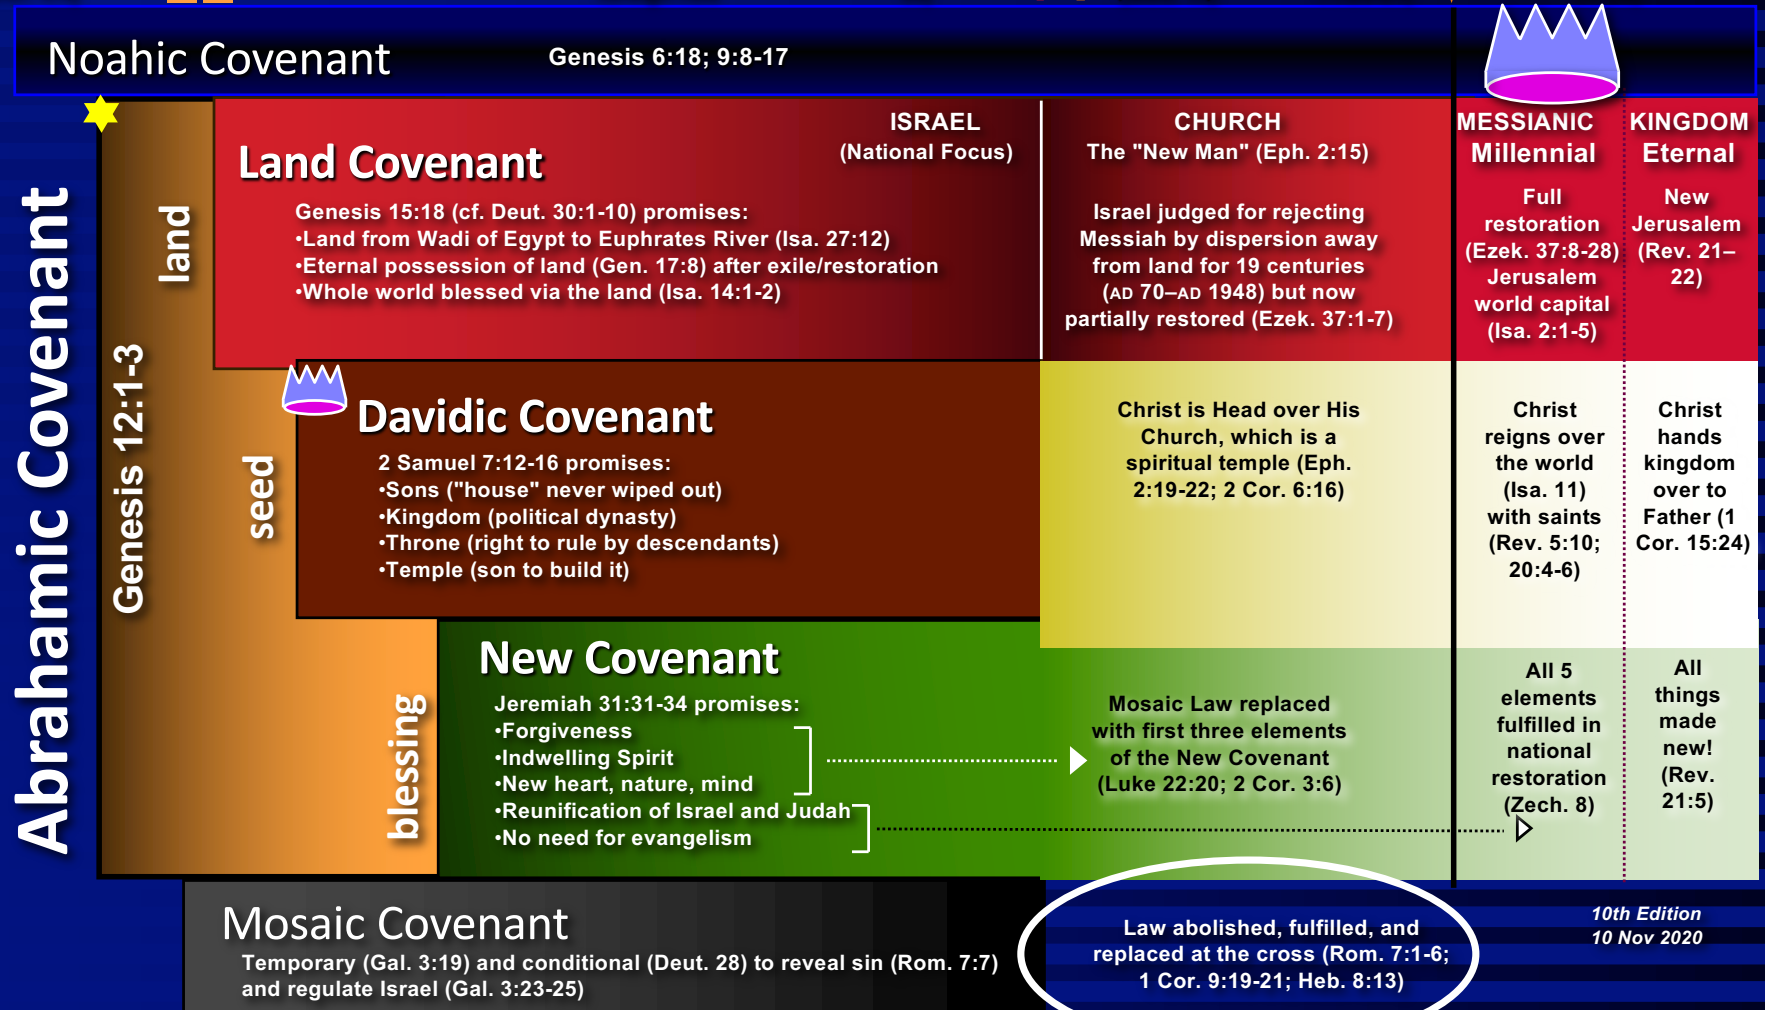 Noahic Covenant
Genesis 6:18; 9:8-17
Abrahamic Covenant
Genesis 12:1-3
land
seed
blessing
Land Covenant
ISRAEL
(National Focus)
Genesis 15:18 (cf. Deut. 30:1-10) promises:
•Land from Wadi of Egypt to Euphrates River (Isa. 27:12)
•Eternal possession of land (Gen. 17:8) after exile/restoration
•Whole world blessed via the land (Isa. 14:1-2)
CHURCH
The "New Man" (Eph. 2:15)
Israel judged for rejecting
Messiah by dispersion away
from land for 19 centuries
(AD 70–AD 1948) but now
partially restored (Ezek. 37:1-7)
MESSIANIC
Millennial
Full
restoration
(Ezek. 37:8-28)
Jerusalem
world capital
(Isa. 2:1-5)
KINGDOM
Eternal
New
Jerusalem
(Rev. 21–
22)
Davidic Covenant
2 Samuel 7:12-16 promises:
•Sons ("house" never wiped out)
•Kingdom (political dynasty)
•Throne (right to rule by descendants)
•Temple (son to build it)
Christ is Head over His
Church, which is a
spiritual temple (Eph.
2:19-22; 2 Cor. 6:16)
Christ
reigns over
the world
(Isa. 11)
with saints
(Rev. 5:10;
20:4-6)
Christ
hands
kingdom
over to
Father (1
Cor. 15:24)
New Covenant
Jeremiah 31:31-34 promises:
•Forgiveness
•Indwelling Spirit
•New heart, nature, mind
•Reunification of Israel and Judah
•No need for evangelism
Mosaic Law replaced
with first three elements
of the New Covenant
(Luke 22:20; 2 Cor. 3:6)
All 5
elements
fulfilled in
national
restoration
(Zech. 8)
All
things
made
new!
(Rev.
21:5)
Mosaic Covenant
Temporary (Gal. 3:19) and conditional (Deut. 28) to reveal sin (Rom. 7:7)
and regulate Israel (Gal. 3:23-25)
Law abolished, fulfilled, and
replaced at the cross (Rom. 7:1-6;
1 Cor. 9:19-21; Heb. 8:13)
10th Edition
10 Nov 2020